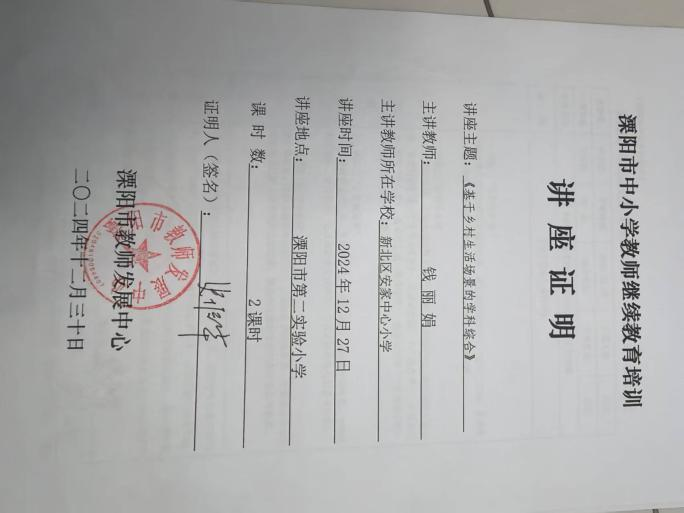 溧阳市中小学教师继续教育培训
讲座证明
讲座主题：《基于乡村生活场景的学科综合》
主讲教师：钱丽娟
主讲教师所在学校：新北区安家中心小学
讲座时间：2024年12月27日
讲座地点：溧阳市第二实验小学
课时数：2课时
证明人（签名）：
溧阳市教师发展中心
二〇二四年十二月三十日